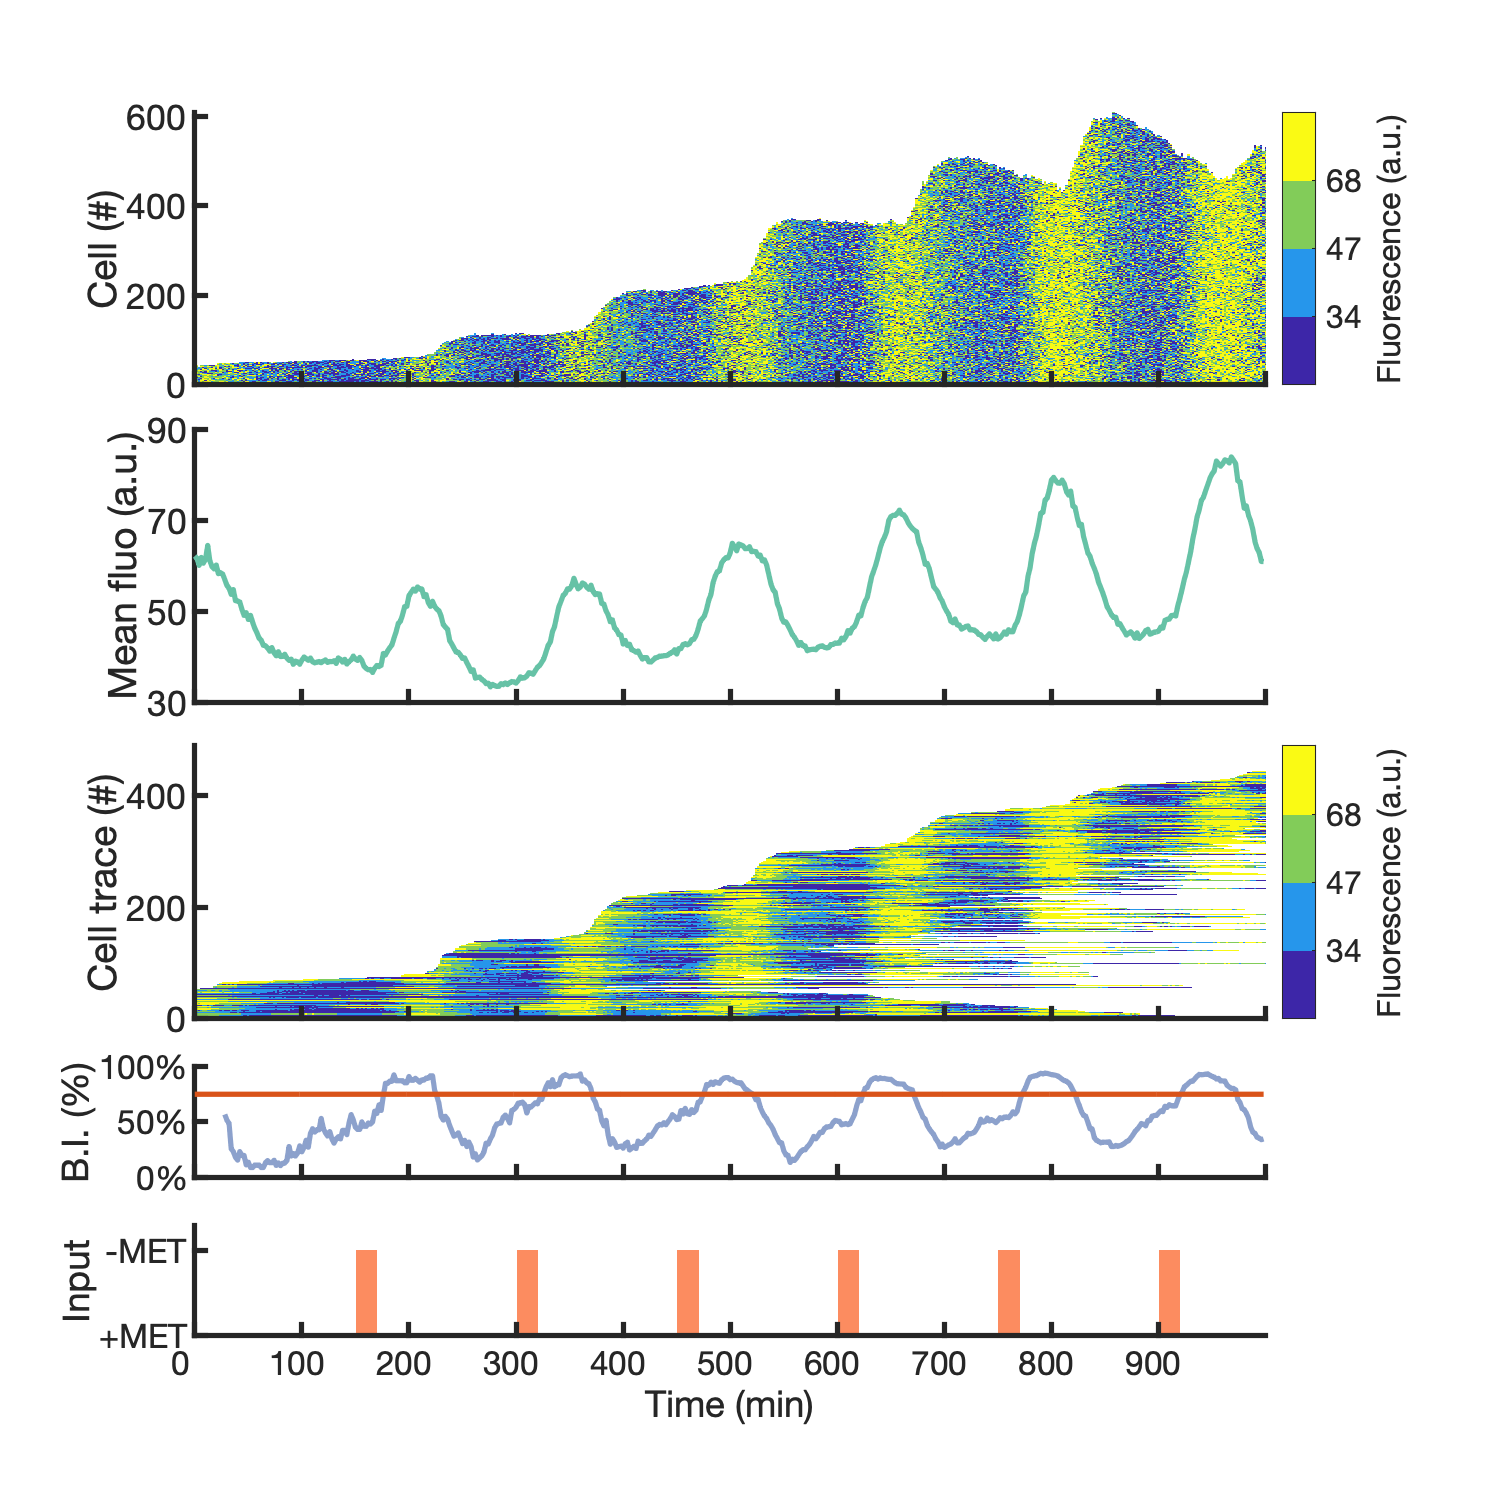 600
400
200
0
Cell (#)
68
47
34
Fluorescence (a.u.)
90
70
50
30
Mean fluo (a.u.)
400
200
0
Cell trace (#)
68
47
34
Fluorescence (a.u.)
100%
50%
0%
B.I. (%)
-MET
+MET
Input
0 100 200 300 400 500 600 700 800 900
Time (min)